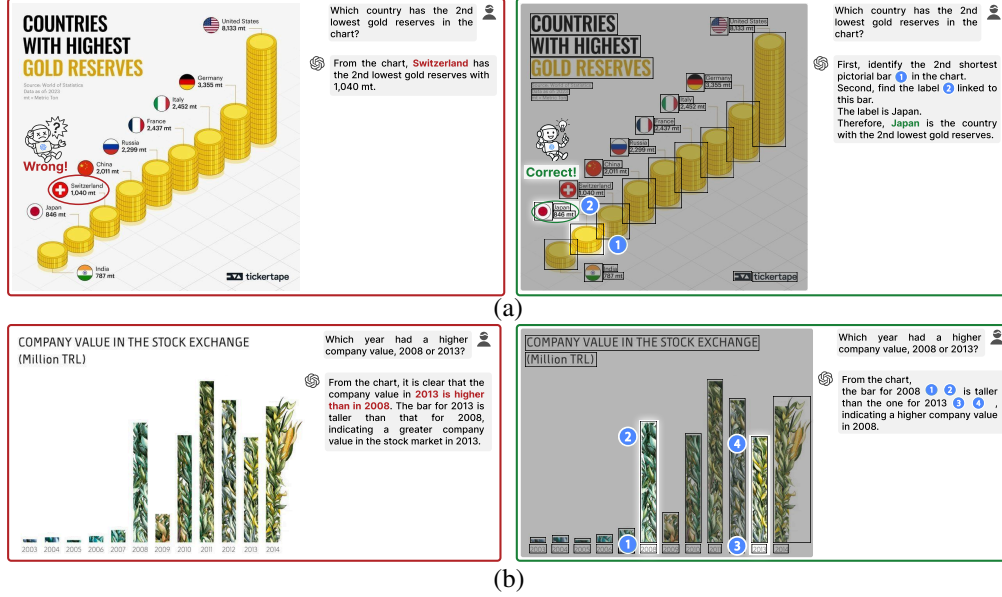 COUNTRIES
WITH HIGHEST
GOLD RESERVES
Source: World of Statistics
Data as of: 2023
mt = Metric Ton
United States
8,133 mt
Germany
3,355 mt
Italy
2,452 mt
France
2,437 mt
Russia
2,299 mt
China
2,011 mt
Switzerland
1,040 mt
Japan
846 mt
India
787 mt
?
Wrong!
tickertape
Which country has the 2nd
lowest gold reserves in the
chart?
From the chart, Switzerland has
the 2nd lowest gold reserves with
1,040 mt.
COUNTRIES
WITH HIGHEST
GOLD RESERVES
United States
8,133 mt
Germany
3,355 mt
Italy
2,452 mt
France
2,437 mt
Russia
2,299 mt
China
2,011 mt
Switzerland
1,040 mt
Japan
846 mt
India
787 mt
Correct!
2
1
tickertape
Which country has the 2nd
lowest gold reserves in the
chart?
First, identify the 2nd shortest
pictorial bar 1 in the chart.
Second, find the label 2 linked to
this bar.
The label is Japan.
Therefore, Japan is the country
with the 2nd lowest gold reserves.
(a)
COMPANY VALUE IN THE STOCK EXCHANGE
(Million TRL)
2003 2004 2005 2006 2007 2008 2009 2010 2011 2012 2013 2014
Which year had a higher
company value, 2008 or 2013?
From the chart, it is clear that the
company value in 2013 is higher
than in 2008. The bar for 2013 is
taller than that for 2008,
indicating a greater company
value in the stock market in 2013.
COMPANY VALUE IN THE STOCK EXCHANGE
(Million TRL)
2
4
1
3
Which year had a higher
company value, 2008 or 2013?
From the chart,
the bar for 2008 1 2 is taller
than the one for 2013 3 4 ,
indicating a higher company value
in 2008.
(b)